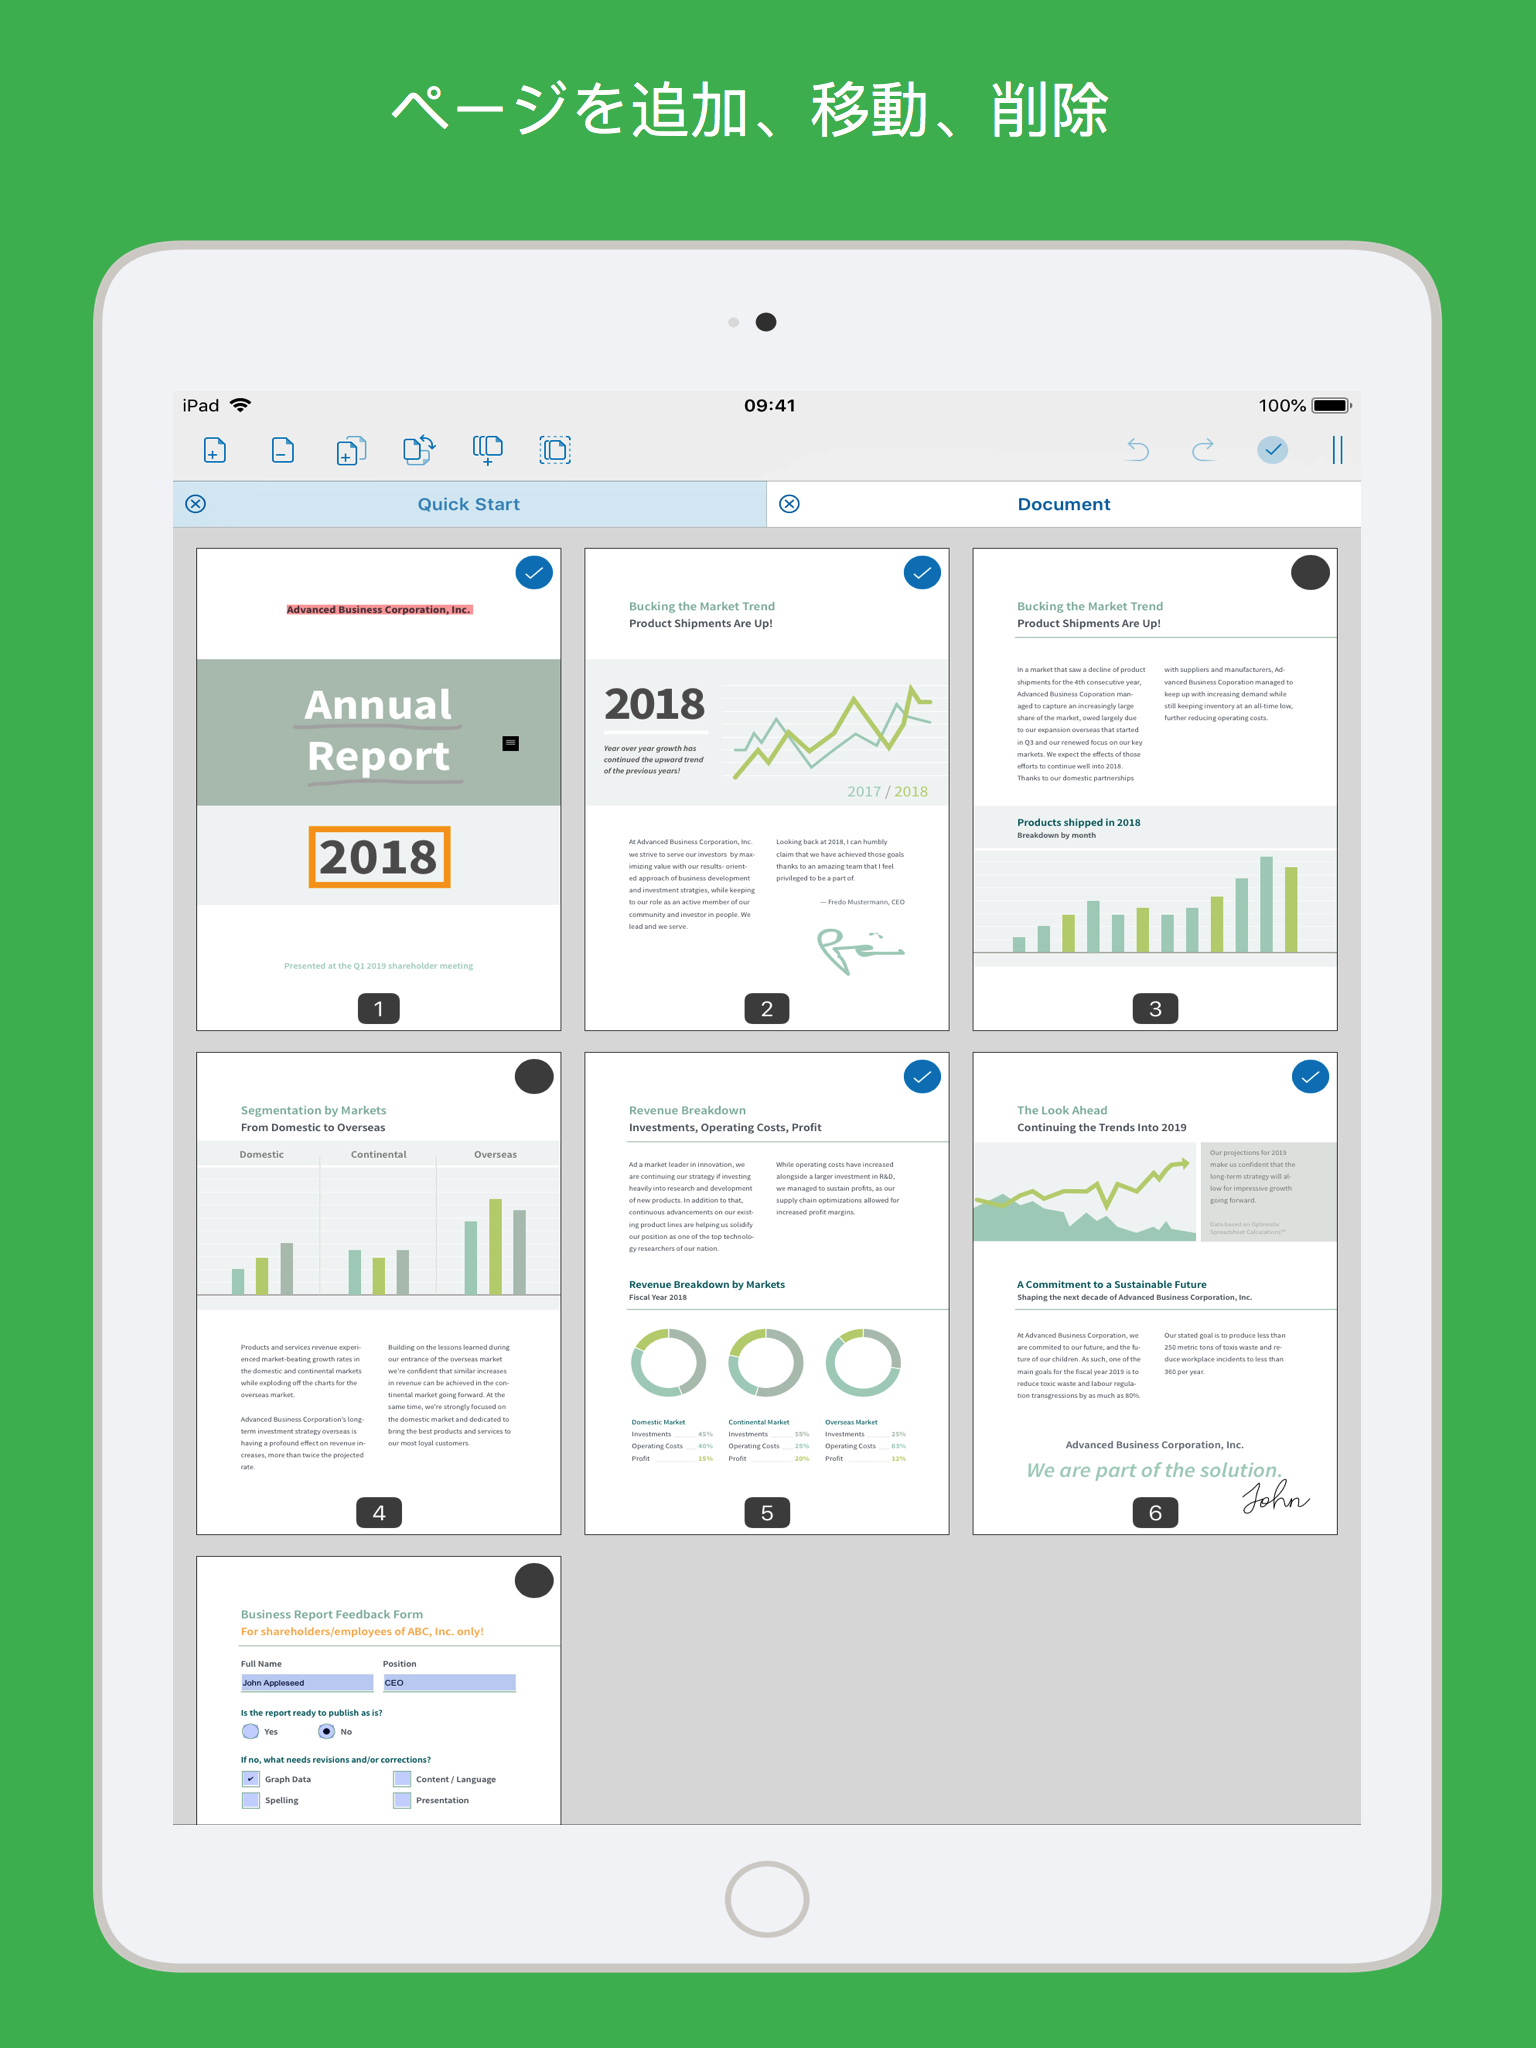 ページを追加、移動、削除
iPad
09:41
100%
Quick Start
Document
Advanced Business Corporation, Inc.
Annual
Report
2018
Presented at the Q1 2019 shareholder meeting
1
Bucking the Market Trend
Product Shipments Are Up!
2018
Year over year growth has
continued the upward trend
of the previous years!
2017 / 2018
At Advanced Business Corporation, Inc.
we strive to serve our investors by max-
imizing value with our results- orient-
ed approach of business development
and investment stratgies, while keeping
to our role as an active member of our
community and investor in people. We
lead and we serve.
Looking back at 2018, I can humbly
claim that we have achieved those goals
thanks to an amazing team that I feel
privileged to be a part of.
— Fredo Mustermann, CEO
2
Bucking the Market Trend
Product Shipments Are Up!
In a market that saw a decline of product
shipments for the 4th consecutive year,
Advanced Business Coporation man-
aged to capture an increasingly large
share of the market, owed largely due
to our expansion overseas that started
in Q3 and our renewed focus on our key
markets. We expect the effects of those
efforts to continue well into 2018.
Thanks to our domestic partnerships
with suppliers and manufacturers, Ad-
vanced Business Coporation managed to
keep up with increasing demand while
still keeping inventory at an all-time low,
further reducing operating costs.
Products shipped in 2018
Breakdown by month
3
Segmentation by Markets
From Domestic to Overseas
Domestic
Continental
Overseas
Products and services revenue experi-
enced market-beating growth rates in
the domestic and continental markets
while exploding off the charts for the
overseas market.
Advanced Business Corporation's long-
term investment strategy overseas is
having a profound effect on revenue in-
creases, more than twice the projected
rate.
Building on the lessons learned during
our entrance of the overseas market
we're confident that similar increases
in revenue can be achieved in the con-
tinental market going forward. At the
same time, we're strongly focused on
the domestic market and dedicated to
bring the best products and services to
our most loyal customers.
4
Revenue Breakdown
Investments, Operating Costs, Profit
Ad a market leader in innovation, we
are continuing our strategy if investing
heavily into research and development
of new products. In addition to that,
continuous advancements on our exist-
ing product lines are helping us solidify
our position as one of the top technolo-
gy researchers of our nation.
While operating costs have increased
alongside a larger investment in R&D,
we managed to sustain profits, as our
supply chain optimizations allowed for
increased profit margins.
Revenue Breakdown by Markets
Fiscal Year 2018
Domestic Market
Investments 45%
Operating Costs 40%
Profit 15%
Continental Market
Investments 55%
Operating Costs 25%
Profit 20%
Overseas Market
Investments 25%
Operating Costs 63%
Profit 12%
5
The Look Ahead
Continuing the Trends Into 2019
Our projections for 2019
make us confident that the
long-term strategy will al-
low for impressive growth
going forward.
Data based on Optimistic
Spreadsheet Calculations™
A Commitment to a Sustainable Future
Shaping the next decade of Advanced Business Corporation, Inc.
At Advanced Business Corporation, we
are commited to our future, and the fu-
ture of our children. As such, one of the
main goals for the fiscal year 2019 is to
reduce toxic waste and labour regula-
tion transgressions by as much as 80%.
Our stated goal is to produce less than
250 metric tons of toxis waste and re-
duce workplace incidents to less than
360 per year.
Advanced Business Corporation, Inc.
We are part of the solution.
John
6
Business Report Feedback Form
For shareholders/employees of ABC, Inc. only!
Full Name
Position
John Appleseed
CEO
Is the report ready to publish as is?
Yes
No
If no, what needs revisions and/or corrections?
Graph Data
Content / Language
Spelling
Presentation